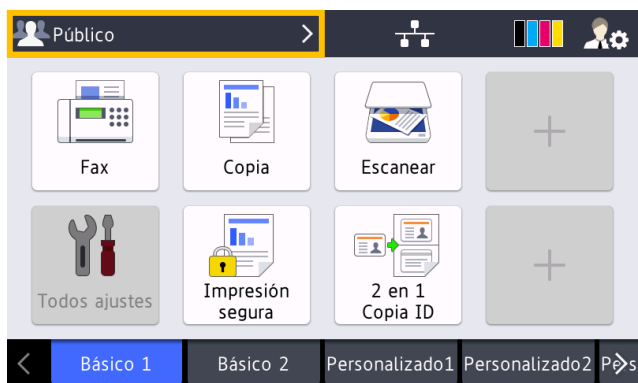 Público
Fax
Copia
Escanear
Todos ajustes
Impresión
segura
2 en 1
Copia ID
Básico 1
Básico 2
Personalizado1
Personalizado2